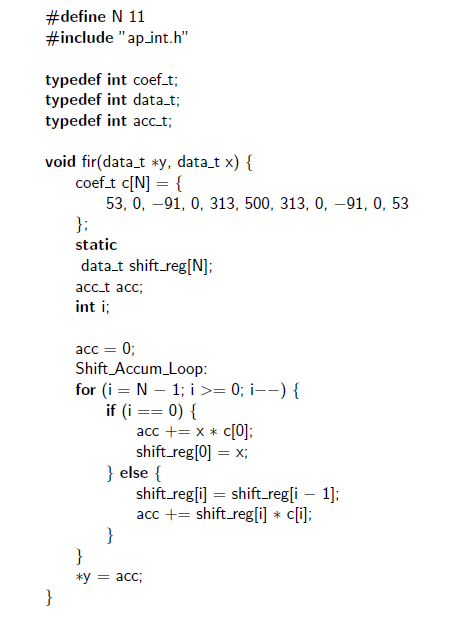 #define N 11
#include "ap_int.h"
typedef int coef_t;
typedef int data_t;
typedef int acc_t;
void fir(data_t *y, data_t x) {
coef_t c[N] = {
53, 0, −91, 0, 313, 500, 313, 0, −91, 0, 53
};
static
data_t shift_reg[N];
acc_t acc;
int i;
acc = 0;
Shift_Accum_Loop:
for (i = N − 1; i >= 0; i−−) {
if (i == 0) {
acc += x * c[0];
shift_reg[0] = x;
} else {
shift_reg[i] = shift_reg[i − 1];
acc += shift_reg[i] * c[i];
}
}
*y = acc;
}